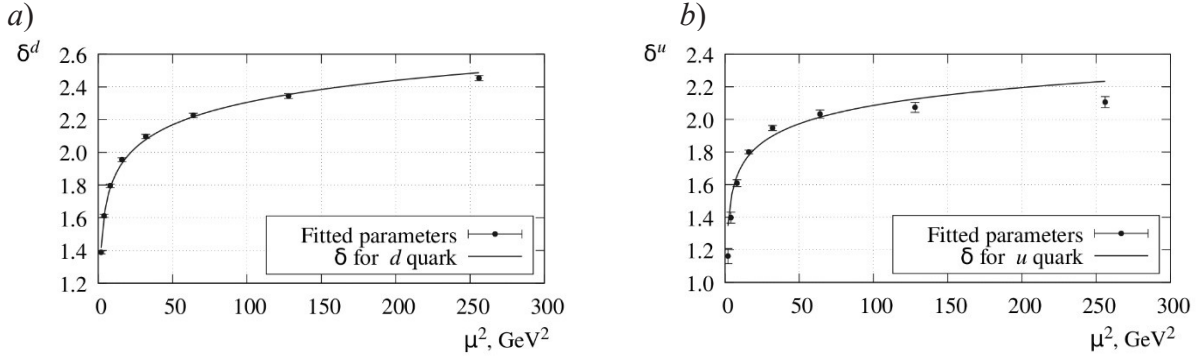 a)
δᵈ
2.6
2.4
2.2
2.0
1.8
1.6
1.4
1.2
Fitted parameters
δ for d quark
0 50 100 150 200 250 300
μ², GeV²
b)
δᵘ
2.4
2.2
2.0
1.8
1.6
1.4
1.2
1.0
Fitted parameters
δ for u quark
0 50 100 150 200 250 300
μ², GeV²